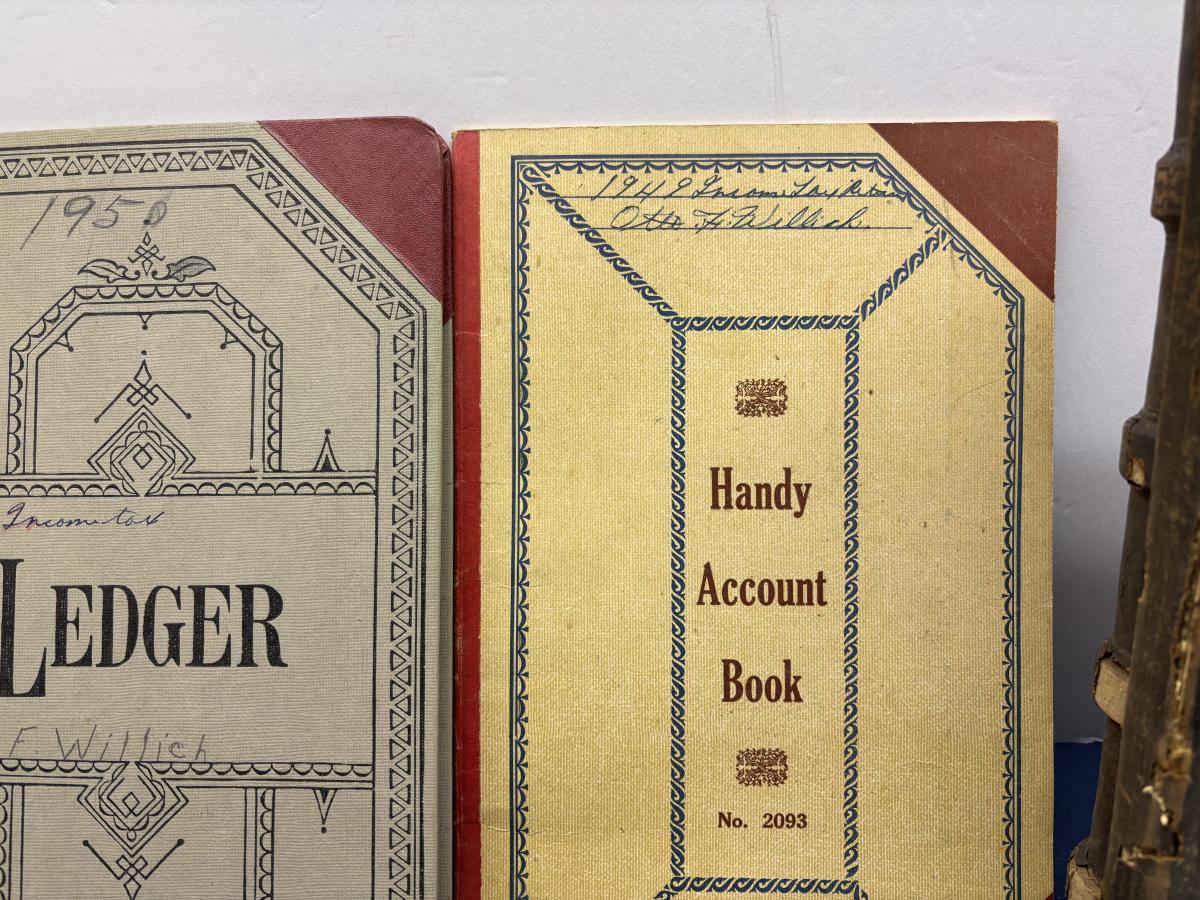 1950
Income tax
LEDGER
F. Willich
1949 Income Tax Return
Otto F. Willich.
Handy
Account
Book
No. 2093